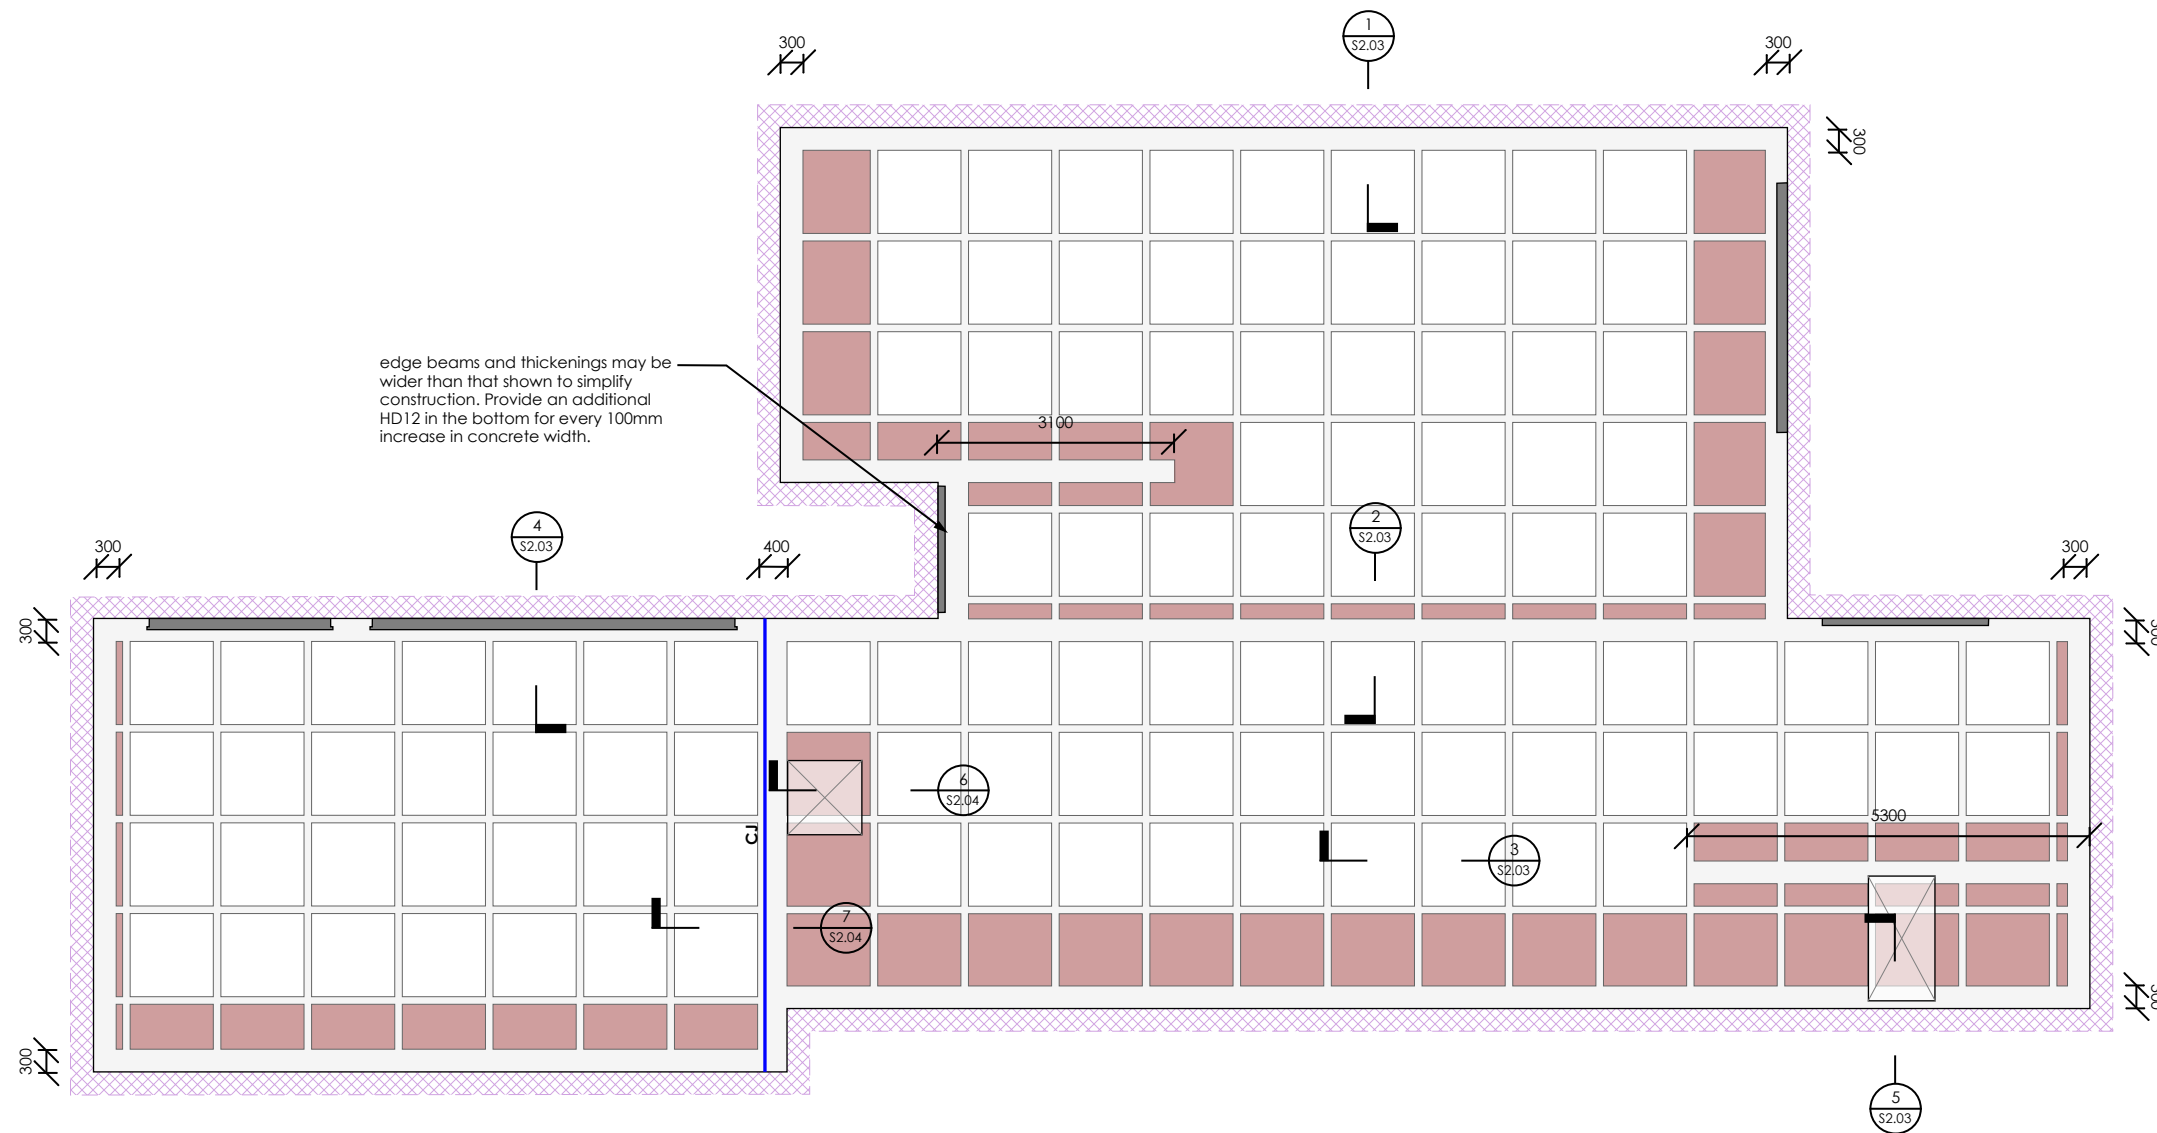 1
S2.03
300
300
300
edge beams and thickenings may be
wider than that shown to simplify
construction. Provide an additional
HD12 in the bottom for every 100mm
increase in concrete width.
3100
4
S2.03
2
S2.03
300
400
300
300
300
6
S2.04
CJ
5300
3
S2.03
7
S2.04
300
300
5
S2.03